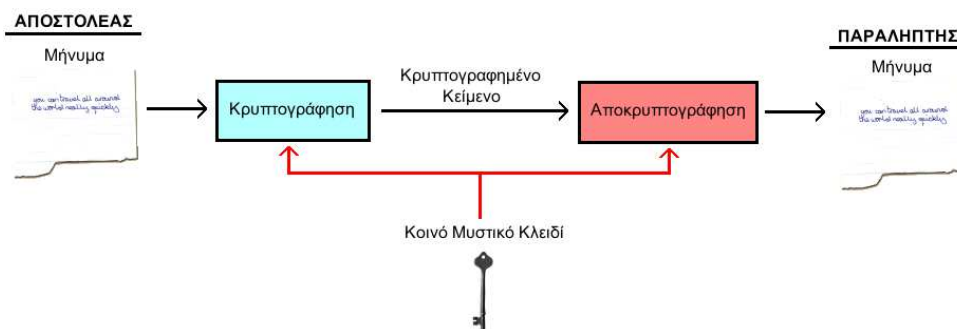 ΑΠΟΣΤΟΛΕΑΣ
Μήνυμα
you can travel all around
the world really quickly
Κρυπτογράφηση
Κρυπτογραφημένο
Κείμενο
Αποκρυπτογράφηση
ΠΑΡΑΛΗΠΤΗΣ
Μήνυμα
you can travel all around
the world really quickly
Κοινό Μυστικό Κλειδί